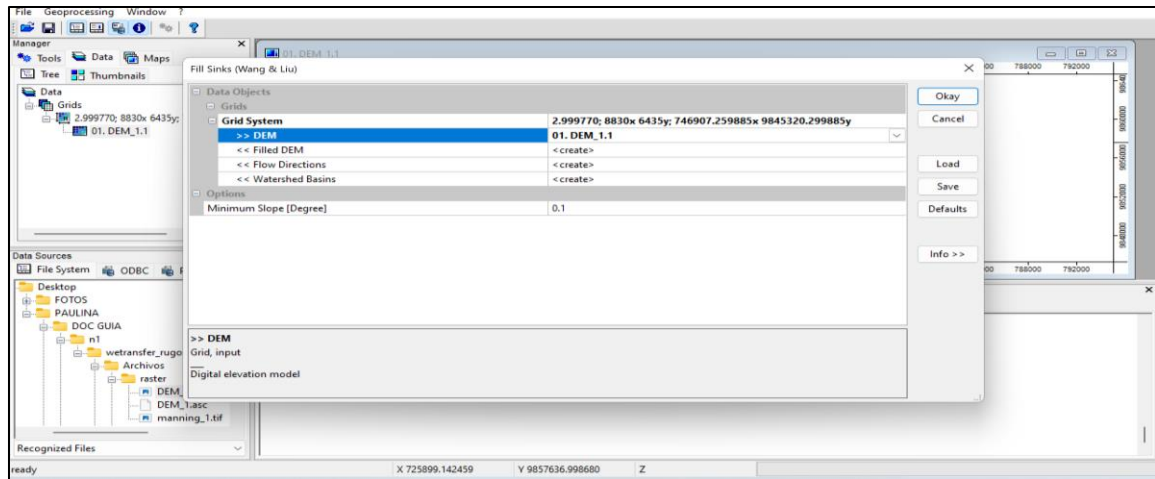 File Geoprocessing Window ?
Manager
Tools Data Maps
Tree Thumbnails
Data
Grids
2.999770; 8830x 6435y;
01. DEM_1.1
Data Sources
File System ODBC
Desktop
FOTOS
PAULINA
DOC GUIA
n1
wetransfer_rugo
Archivos
raster
DEM_
DEM_1.asc
manning_1.tif
Recognized Files
01. DEM_1.1
788000 792000
9860000
9856000
9852000
9848000
788000 792000
Fill Sinks (Wang & Liu)
Data Objects
Grids
Grid System 2.999770; 8830x 6435y; 746907.259885x 9845320.299885y
>> DEM 01. DEM_1.1
<< Filled DEM <create>
<< Flow Directions <create>
<< Watershed Basins <create>
Options
Minimum Slope [Degree] 0.1
Okay
Cancel
Load
Save
Defaults
Info >>
>> DEM
Grid, input
Digital elevation model
ready X 725899.142459 Y 9857636.998680 Z